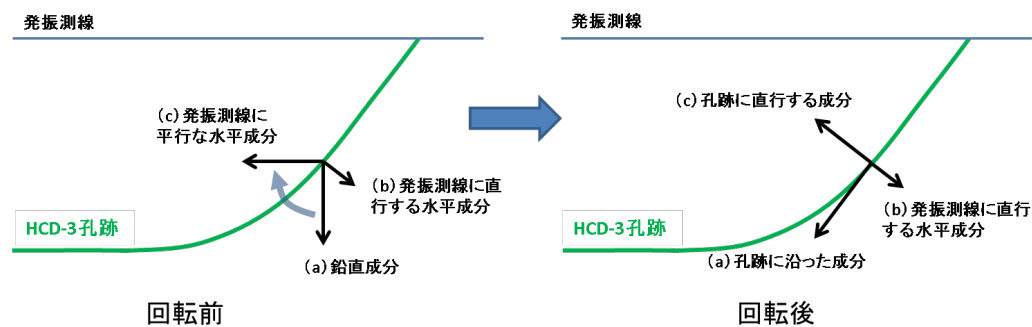 発振測線
(c)発振測線に
平行な水平成分
(b)発振測線に直
行する水平成分
HCD-3孔跡
(a)鉛直成分
回転前
発振測線
(c)孔跡に直行する成分
(b)発振測線に直行
する水平成分
HCD-3孔跡
(a)孔跡に沿った成分
回転後